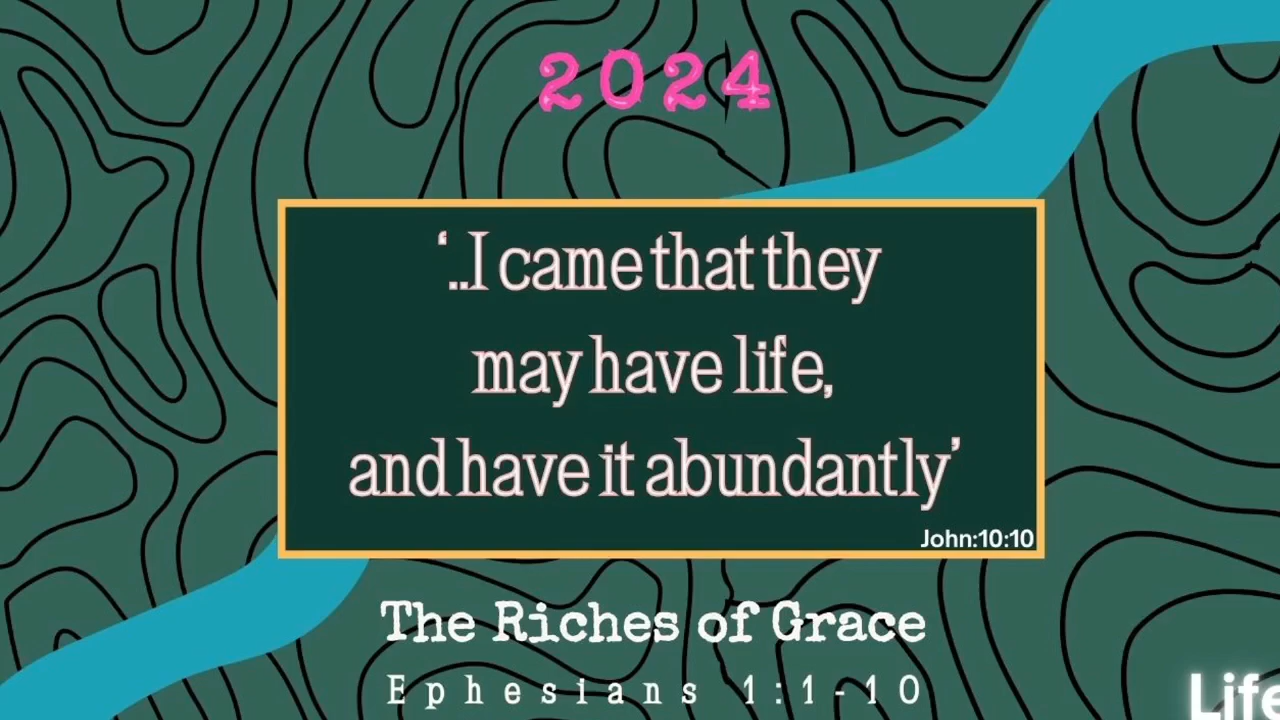 2024
‘..I came that they
may have life,
and have it abundantly’
John:10:10
The Riches of Grace
Ephesians 1:1-10
Life